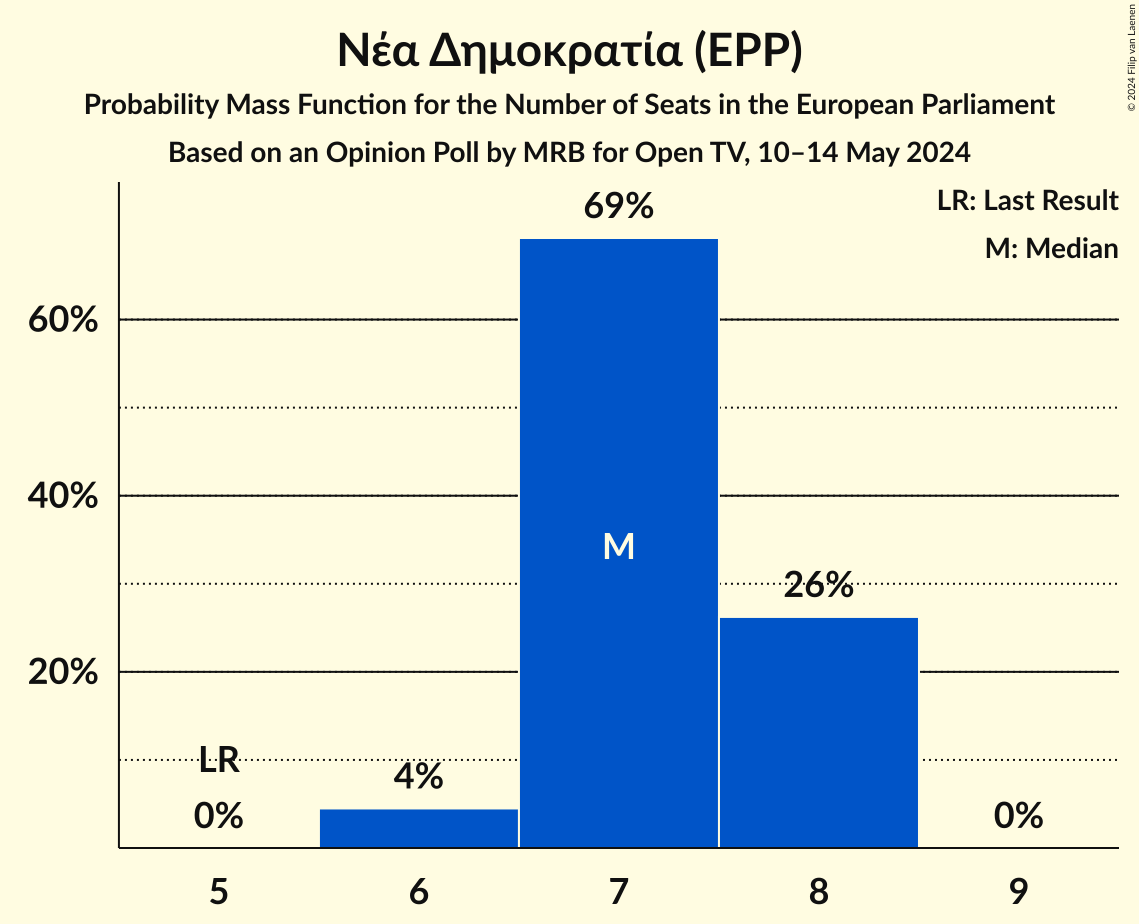 Νέα Δημοκρατία (EPP)
Probability Mass Function for the Number of Seats in the European Parliament
Based on an Opinion Poll by MRB for Open TV, 10–14 May 2024
© 2024 Filip van Laenen
LR: Last Result
M: Median
69%
60%
40%
M
26%
20%
LR
4%
0%
0%
5 6 7 8 9